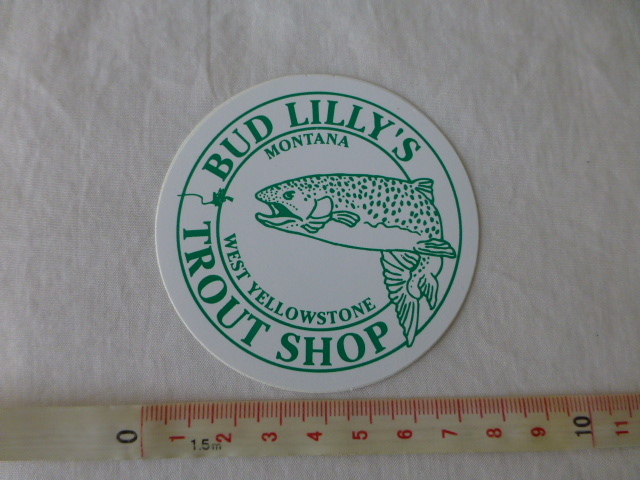 BUD LILLY'S
MONTANA
WEST YELLOWSTONE
TROUT SHOP
0 1 2 3 4 5 6 7 8 9 10 11
1.5m